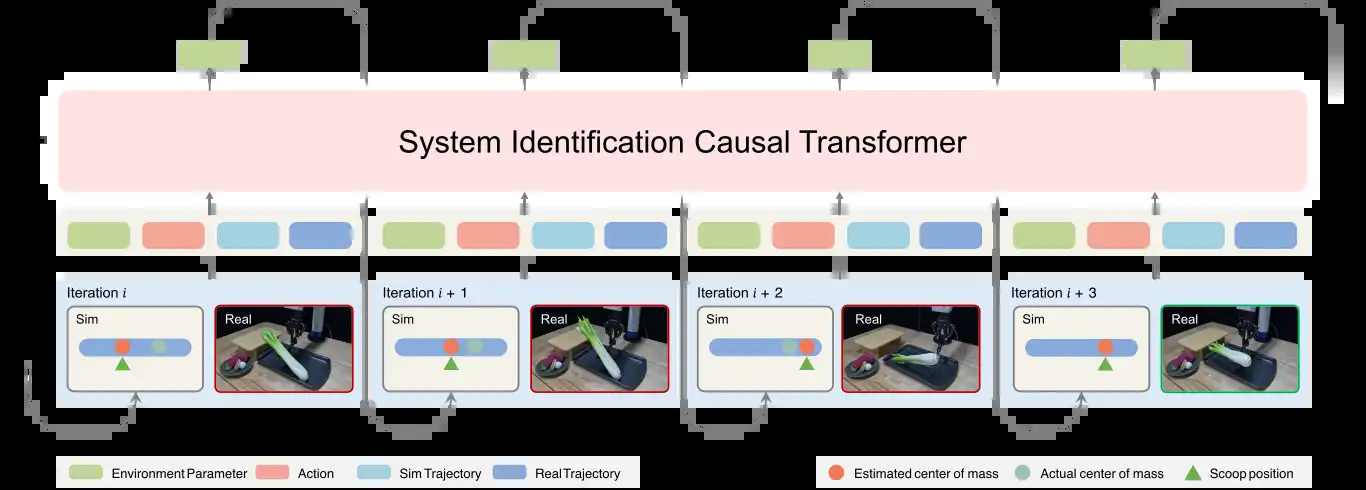 System Identification Causal Transformer
Iteration i
Sim
Real
Iteration i + 1
Sim
Real
Iteration i + 2
Sim
Real
Iteration i + 3
Sim
Real
Environment Parameter
Action
Sim Trajectory
Real Trajectory
Estimated center of mass
Actual center of mass
Scoop position